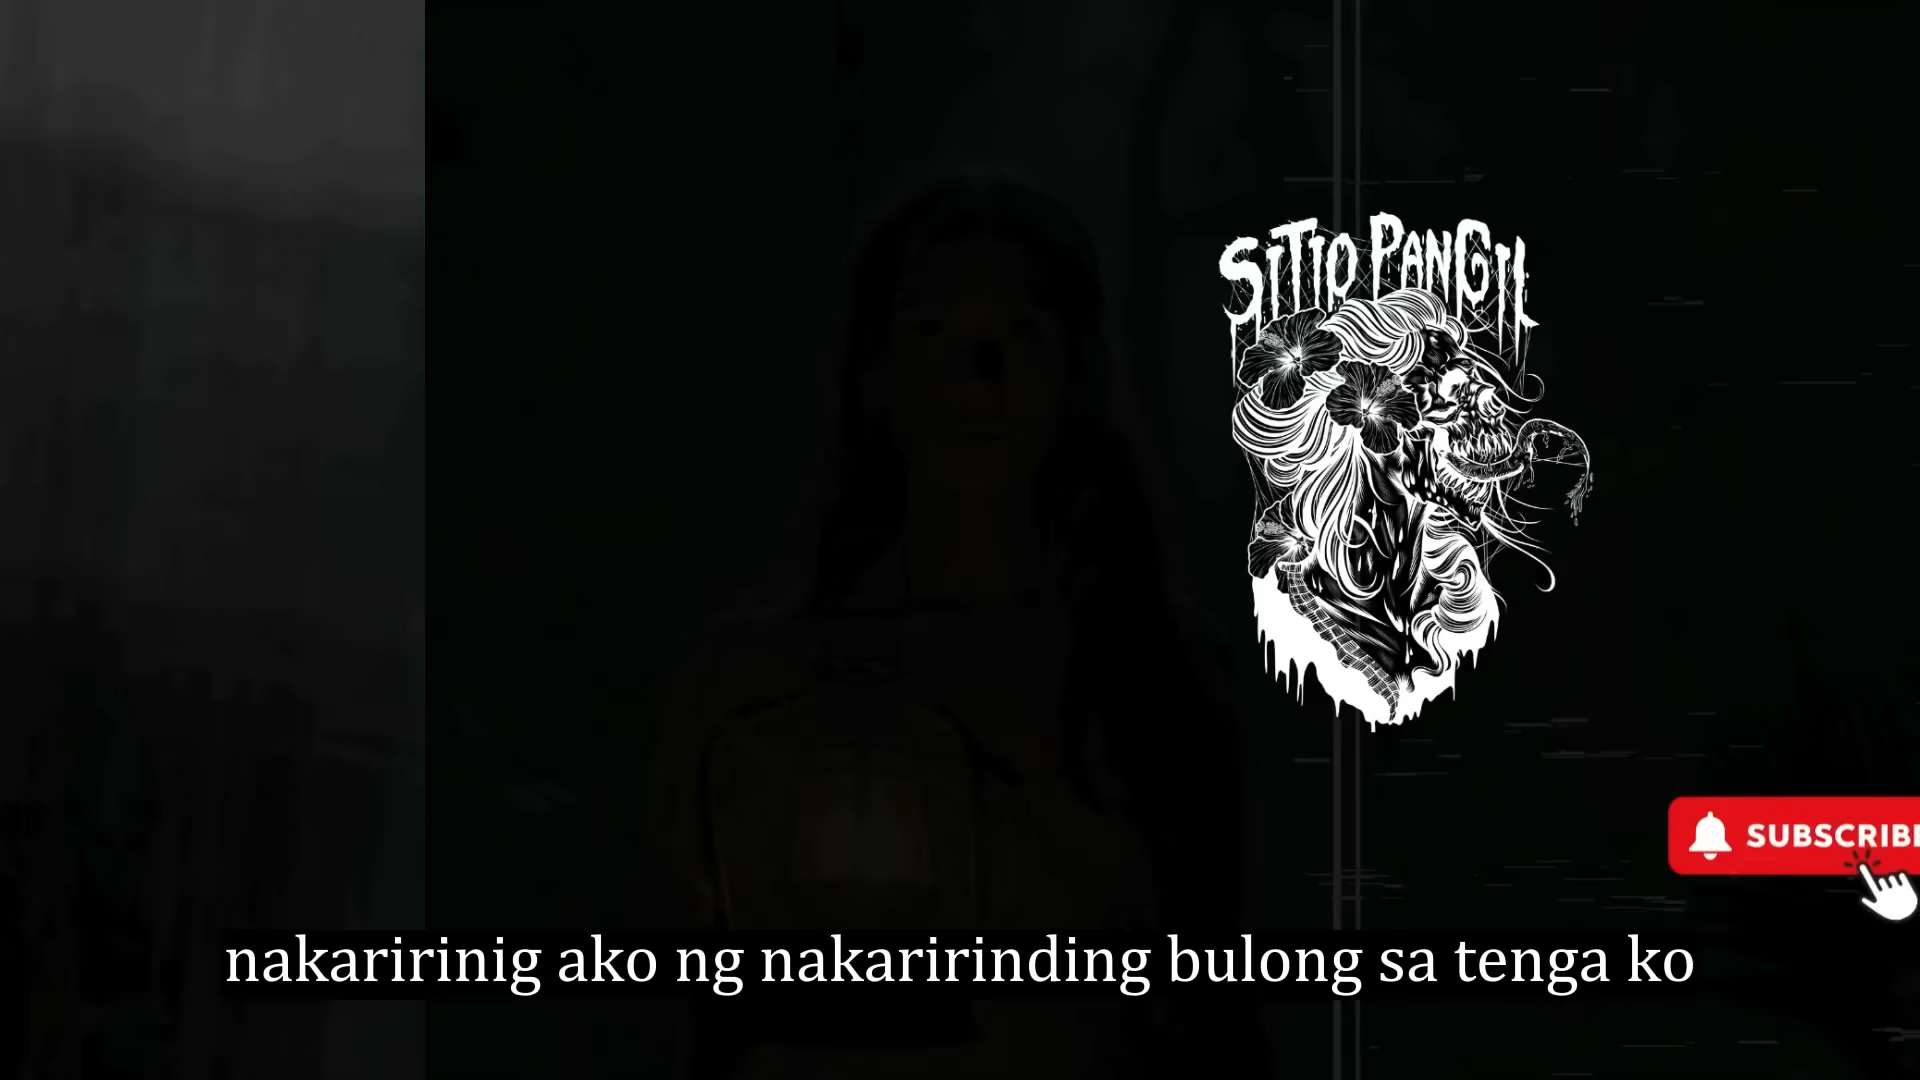 SITIO PANGIL
SUBSCRIBE
nakaririnig ako ng nakaririnding bulong sa tenga ko